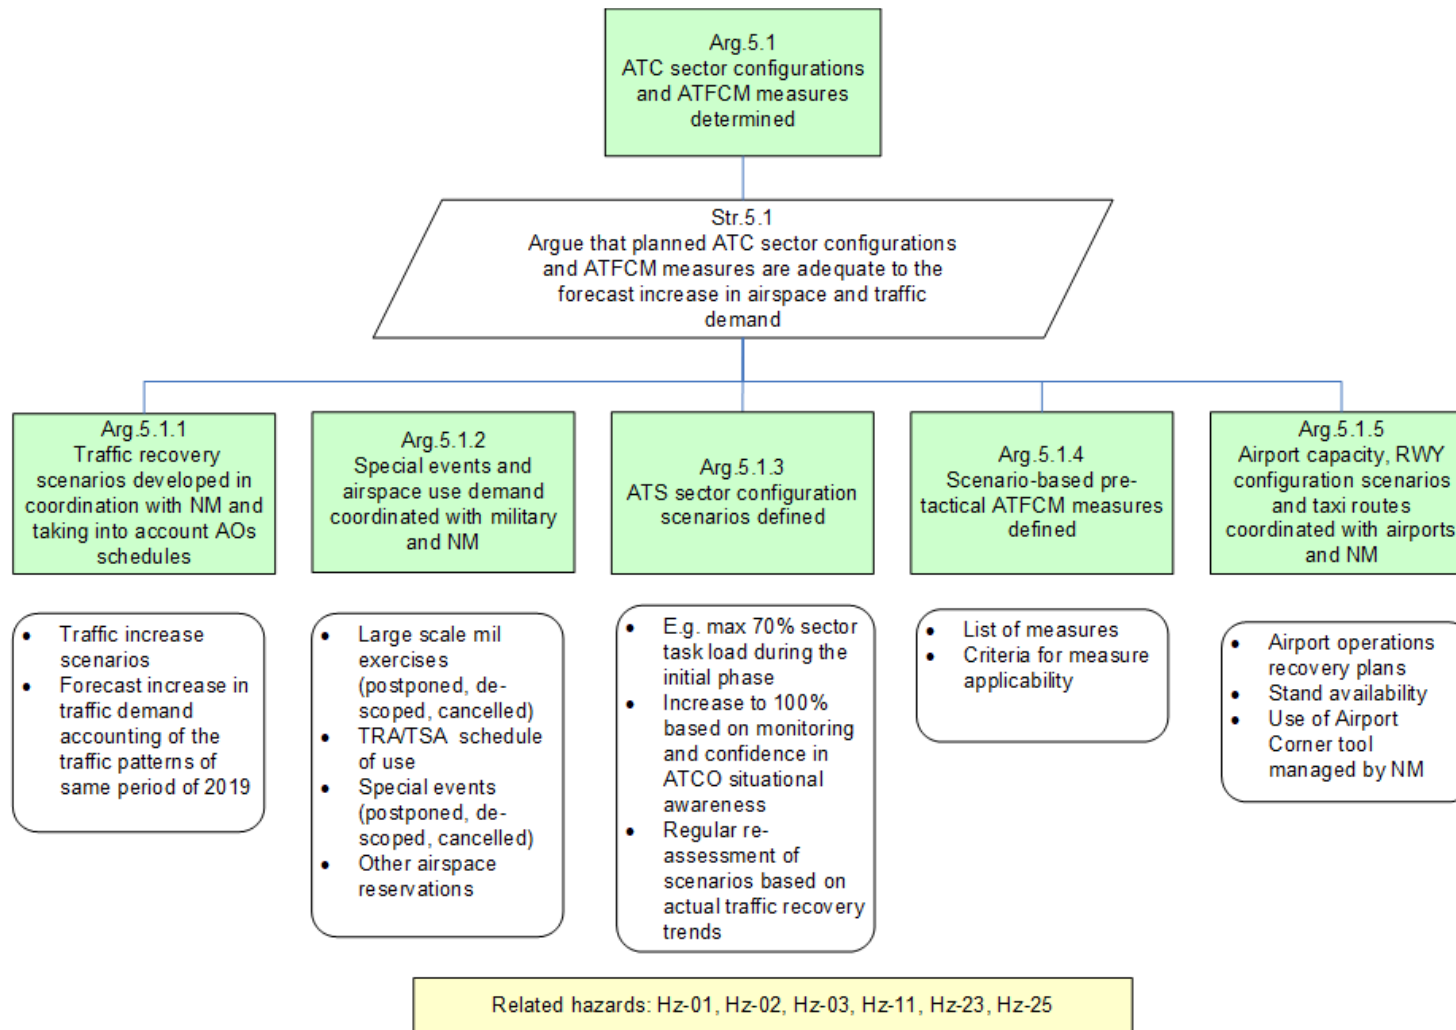 Arg.5.1
ATC sector configurations
and ATFCM measures
determined
Str.5.1
Argue that planned ATC sector configurations
and ATFCM measures are adequate to the
forecast increase in airspace and traffic
demand
Arg.5.1.1
Traffic recovery
scenarios developed in
coordination with NM and
taking into account AOs
schedules
Arg.5.1.2
Special events and
airspace use demand
coordinated with military
and NM
Arg.5.1.3
ATS sector configuration
scenarios defined
Arg.5.1.4
Scenario-based pre-
tactical ATFCM measures
defined
Arg.5.1.5
Airport capacity, RWY
configuration scenarios
and taxi routes
coordinated with airports
and NM
• Traffic increase
scenarios
• Forecast increase in
traffic demand
accounting of the
traffic patterns of
same period of 2019
• Large scale mil
exercises
(postponed, de-
scoped, cancelled)
• TRA/TSA schedule
of use
• Special events
(postponed, de-
scoped, cancelled)
• Other airspace
reservations
• E.g. max 70% sector
task load during the
initial phase
• Increase to 100%
based on monitoring
and confidence in
ATCO situational
awareness
• Regular re-
assessment of
scenarios based on
actual traffic recovery
trends
• List of measures
• Criteria for measure
applicability
• Airport operations
recovery plans
• Stand availability
• Use of Airport
Corner tool
managed by NM
Related hazards: Hz-01, Hz-02, Hz-03, Hz-11, Hz-23, Hz-25